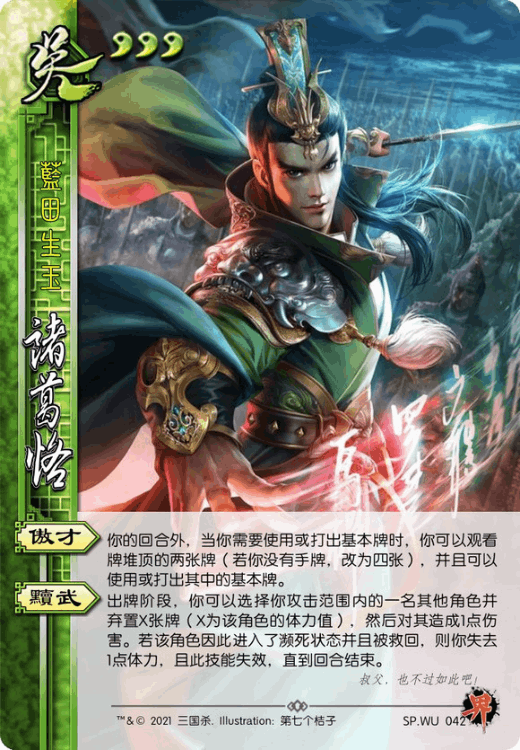 吴
藍田生玉
諸葛恪
傲才
你的回合外，当你需要使用或打出基本牌时，你可以观看
牌堆顶的两张牌（若你没有手牌，改为四张），并且可以
使用或打出其中的基本牌。
黷武
出牌阶段，你可以选择你攻击范围内的一名其他角色并
弃置X张牌（X为该角色的体力值），然后对其造成1点伤
害。若该角色因此进入了濒死状态并且被救回，则你失去
1点体力，且此技能失效，直到回合结束。
叔父，也不过如此吧！
™&© 2021 三国杀. Illustration: 第七个桔子
SP.WU 042
界